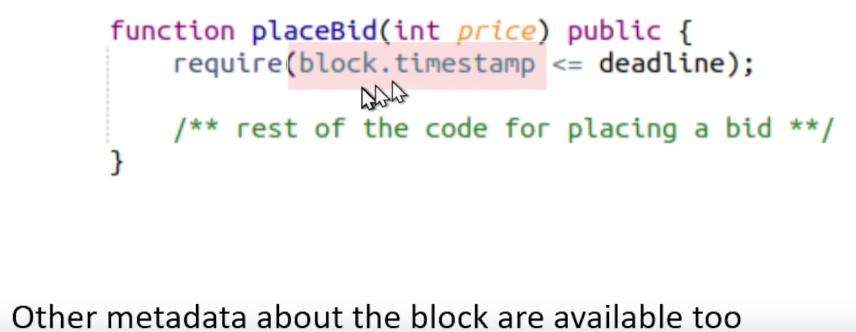 function placeBid(int price) public {
require(block.timestamp <= deadline);
/** rest of the code for placing a bid **/
}
Other metadata about the block are available too